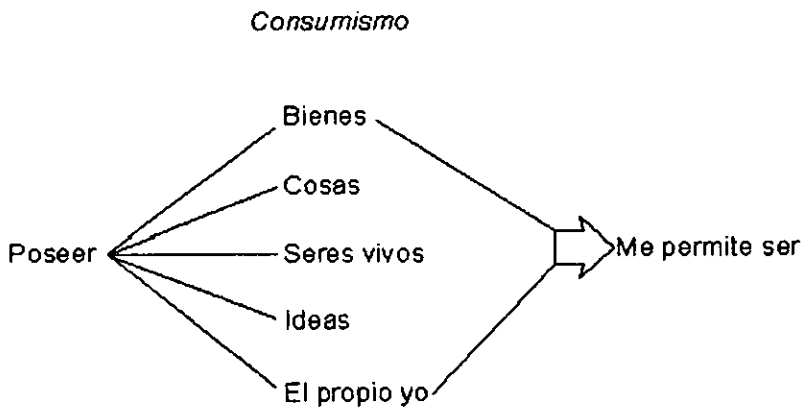 Consumismo
Bienes
Cosas
Poseer
Seres vivos
Me permite ser
Ideas
El propio yo